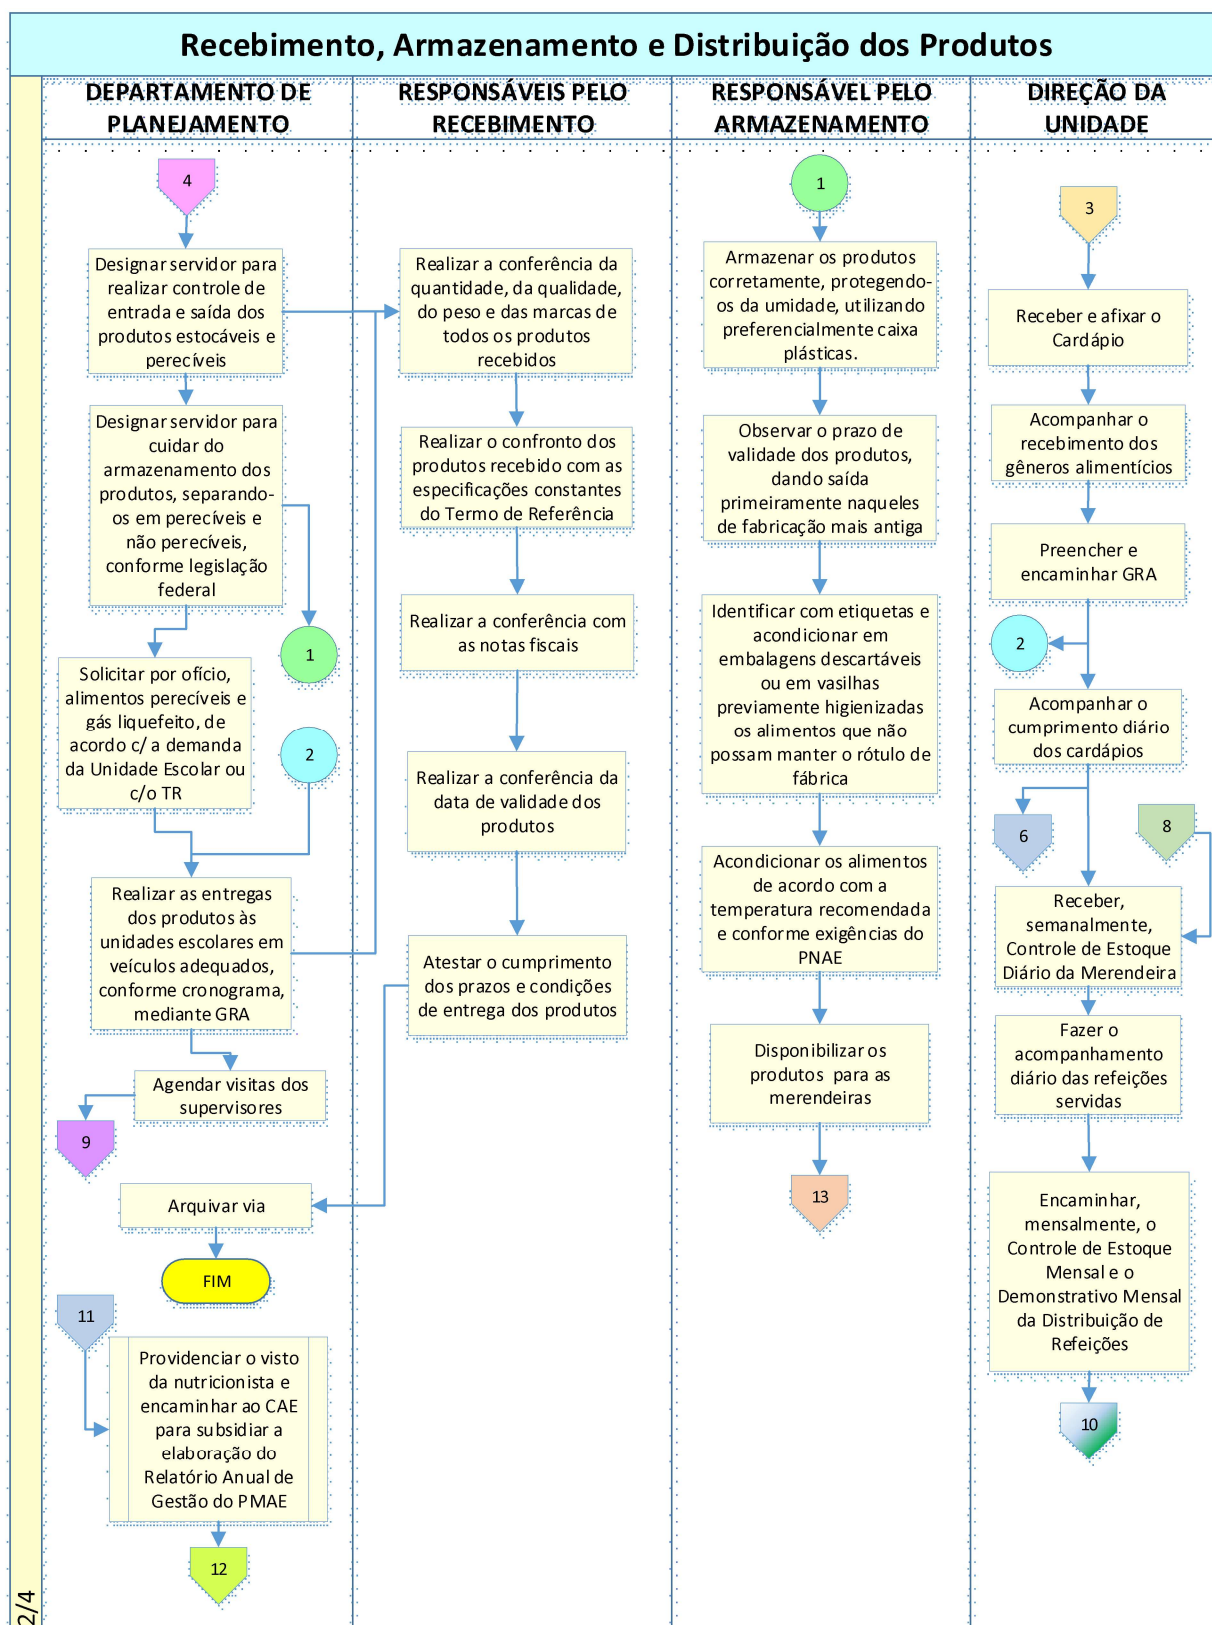 Recebimento, Armazenamento e Distribuição dos Produtos
DEPARTAMENTO DE
PLANEJAMENTO
4
Designar servidor para
realizar controle de
entrada e saída dos
produtos estocáveis e
perecíveis
Designar servidor para
cuidar do
armazenamento dos
produtos, separando-
os em perecíveis e
não perecíveis,
conforme legislação
federal
1
Solicitar por ofício,
alimentos perecíveis e
gás liquefeito, de
acordo c/ a demanda
da Unidade Escolar ou
c/o TR
2
Realizar as entregas
dos produtos às
unidades escolares em
veículos adequados,
conforme cronograma,
mediante GRA
Agendar visitas dos
supervisores
9
Arquivar via
FIM
11
Providenciar o visto
da nutricionista e
encaminhar ao CAE
para subsidiar a
elaboração do
Relatório Anual de
Gestão do PMAE
12
RESPONSÁVEIS PELO
RECEBIMENTO
Realizar a conferência da
quantidade, da qualidade,
do peso e das marcas de
todos os produtos
recebidos
Realizar o confronto dos
produtos recebido com as
especificações constantes
do Termo de Referência
Realizar a conferência com
as notas fiscais
Realizar a conferência da
data de validade dos
produtos
Atestar o cumprimento
dos prazos e condições
de entrega dos produtos
RESPONSÁVEL PELO
ARMAZENAMENTO
1
Armazenar os produtos
corretamente, protegendo-
os da umidade, utilizando
preferencialmente caixa
plásticas.
Observar o prazo de
validade dos produtos,
dando saída
primeiramente naqueles
de fabricação mais antiga
Identificar com etiquetas e
acondicionar em
embalagens descartáveis
ou em vasilhas
previamente higienizadas
os alimentos que não
possam manter o rótulo de
fábrica
Acondicionar os alimentos
de acordo com a
temperatura recomendada
e conforme exigências do
PNAE
Disponibilizar os
produtos para as
merendeiras
13
DIREÇÃO DA
UNIDADE
3
Receber e afixar o
Cardápio
Acompanhar o
recebimento dos
gêneros alimentícios
Preencher e
encaminhar GRA
2
Acompanhar o
cumprimento diário
dos cardápios
6
8
Receber,
semanalmente,
Controle de Estoque
Diário da Merendeira
Fazer o
acompanhamento
diário das refeições
servidas
Encaminhar,
mensalmente, o
Controle de Estoque
Mensal e o
Demonstrativo Mensal
da Distribuição de
Refeições
10
2/4